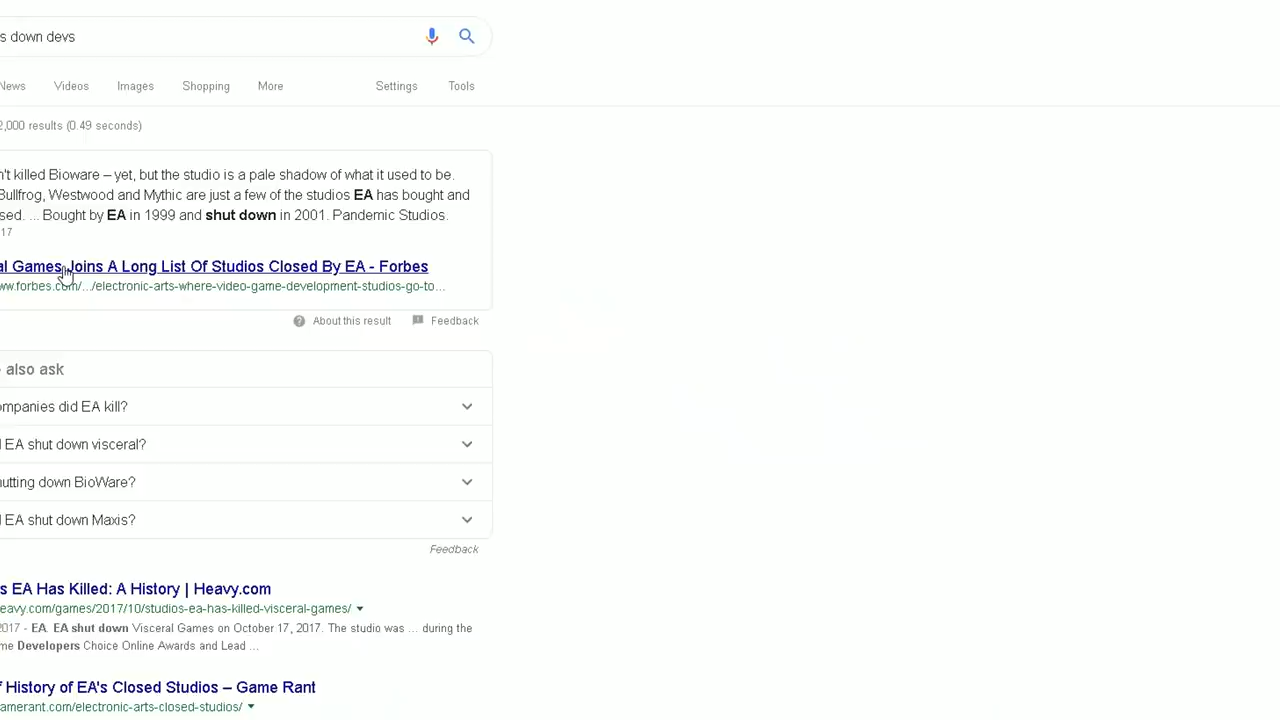 s down devs
News Videos Images Shopping More Settings Tools
2,000 results (0.49 seconds)
n't killed Bioware – yet, but the studio is a pale shadow of what it used to be.
Bullfrog, Westwood and Mythic are just a few of the studios EA has bought and
sed. ... Bought by EA in 1999 and shut down in 2001. Pandemic Studios.
17
al Games Joins A Long List Of Studios Closed By EA - Forbes
ww.forbes.com/.../electronic-arts-where-video-game-development-studios-go-to...
About this result Feedback
also ask
ompanies did EA kill?
EA shut down visceral?
utting down BioWare?
EA shut down Maxis?
Feedback
s EA Has Killed: A History | Heavy.com
eavy.com/games/2017/10/studios-ea-has-killed-visceral-games/
2017 - EA. EA shut down Visceral Games on October 17, 2017. The studio was ... during the
me Developers Choice Online Awards and Lead ...
f History of EA's Closed Studios – Game Rant
amerant.com/electronic-arts-closed-studios/